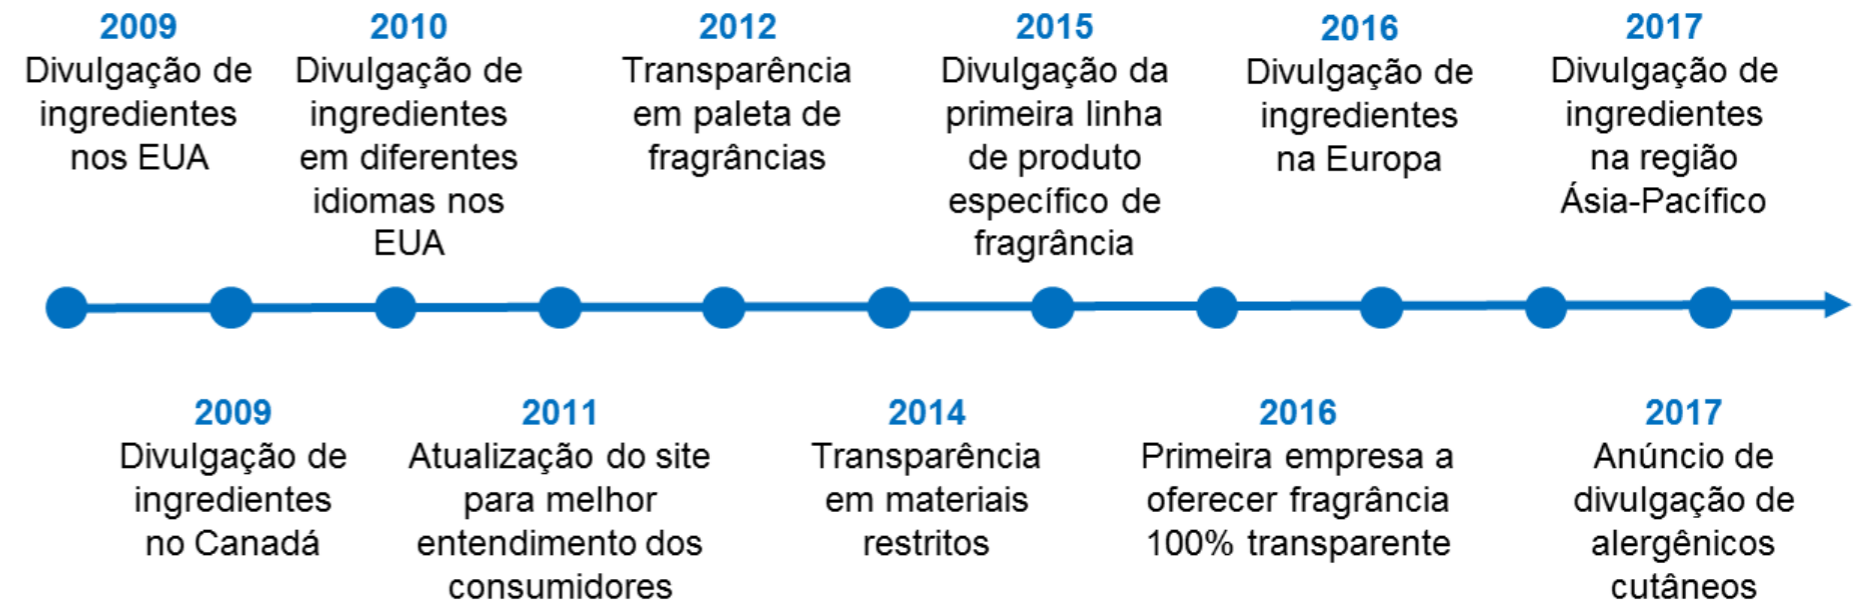 2009
Divulgação de
ingredientes
nos EUA
2010
Divulgação de
ingredientes
em diferentes
idiomas nos
EUA
2012
Transparência
em paleta de
fragrâncias
2015
Divulgação da
primeira linha
de produto
específico de
fragrância
2016
Divulgação de
ingredientes
na Europa
2017
Divulgação de
ingredientes
na região
Ásia-Pacífico
2009
Divulgação de
ingredientes
no Canadá
2011
Atualização do site
para melhor
entendimento dos
consumidores
2014
Transparência
em materiais
restritos
2016
Primeira empresa a
oferecer fragrância
100% transparente
2017
Anúncio de
divulgação de
alergênicos
cutâneos